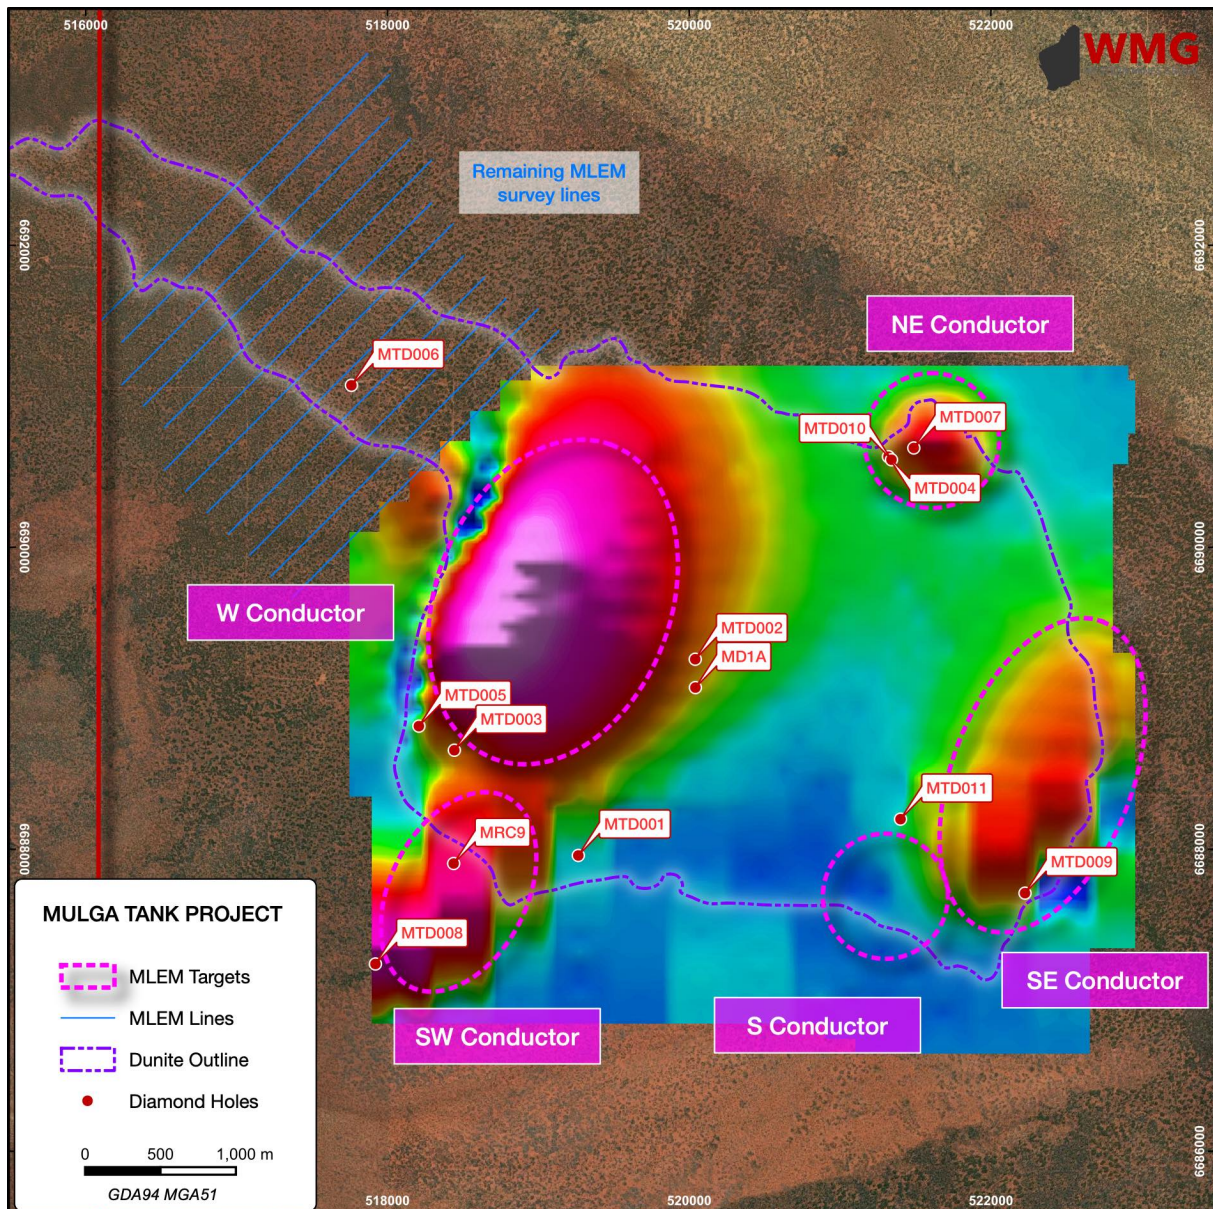 516000
518000
520000
522000
WMG
Remaining MLEM
survey lines
6692000
6692000
NE Conductor
MTD006
MTD007
MTD010
MTD004
6690000
6690000
W Conductor
MTD002
MD1A
MTD005
MTD003
MTD011
MTD001
MRC9
MTD009
6688000
6688000
MTD008
SE Conductor
S Conductor
SW Conductor
MULGA TANK PROJECT
MLEM Targets
MLEM Lines
Dunite Outline
Diamond Holes
0 500 1,000 m
GDA94 MGA51
6686000
518000
520000
522000